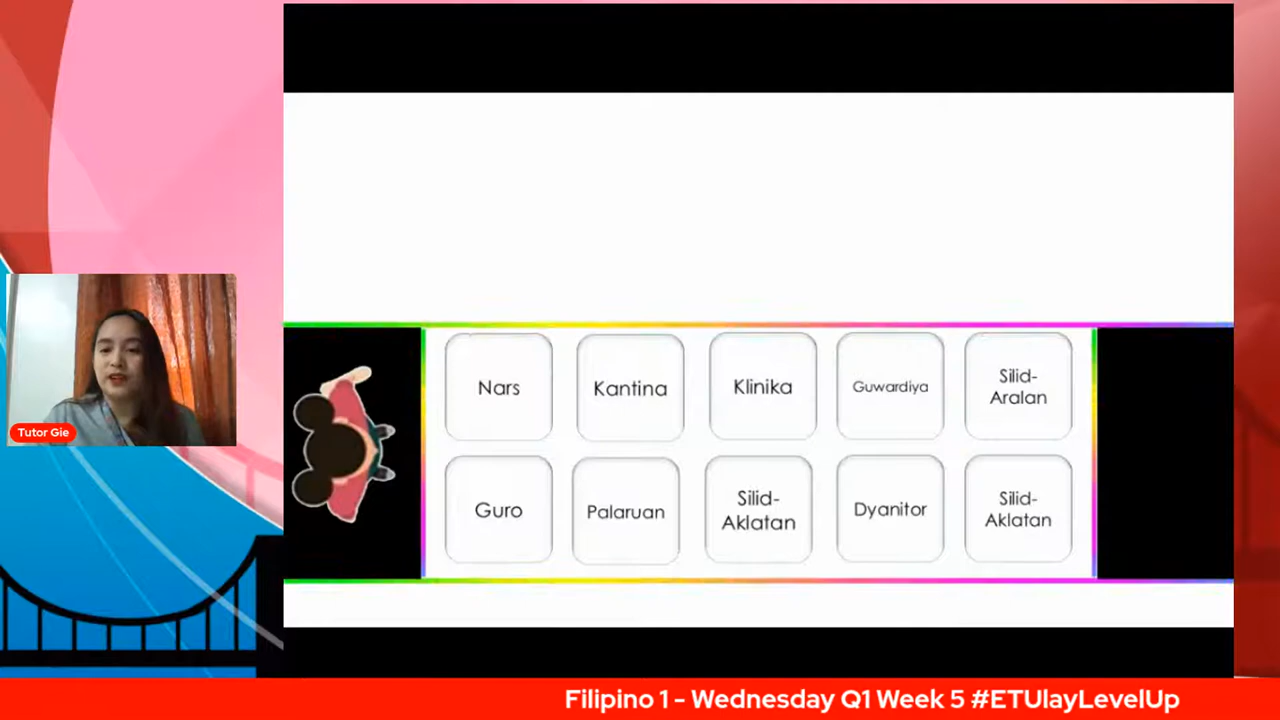 Nars
Kantina
Klinika
Guwardiya
Silid-
Aralan
Guro
Palaruan
Silid-
Aklatan
Dyanitor
Silid-
Aklatan
Tutor Gie
Filipino 1 - Wednesday Q1 Week 5 #ETUlayLevelUp